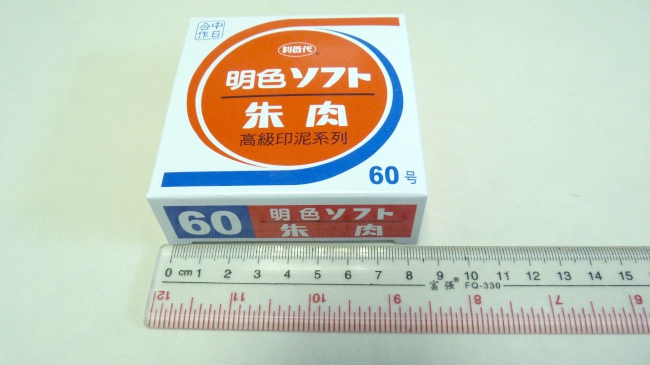 合中
作日
利百代
明色ソフト
朱肉
高級印泥系列
60号
60 明色ソフト
朱肉
0 cm 1 2 3 4 5 6 7 8 9 10 11 12 13 14 15
富强® FQ-330
12 11 10 9 8 7 6